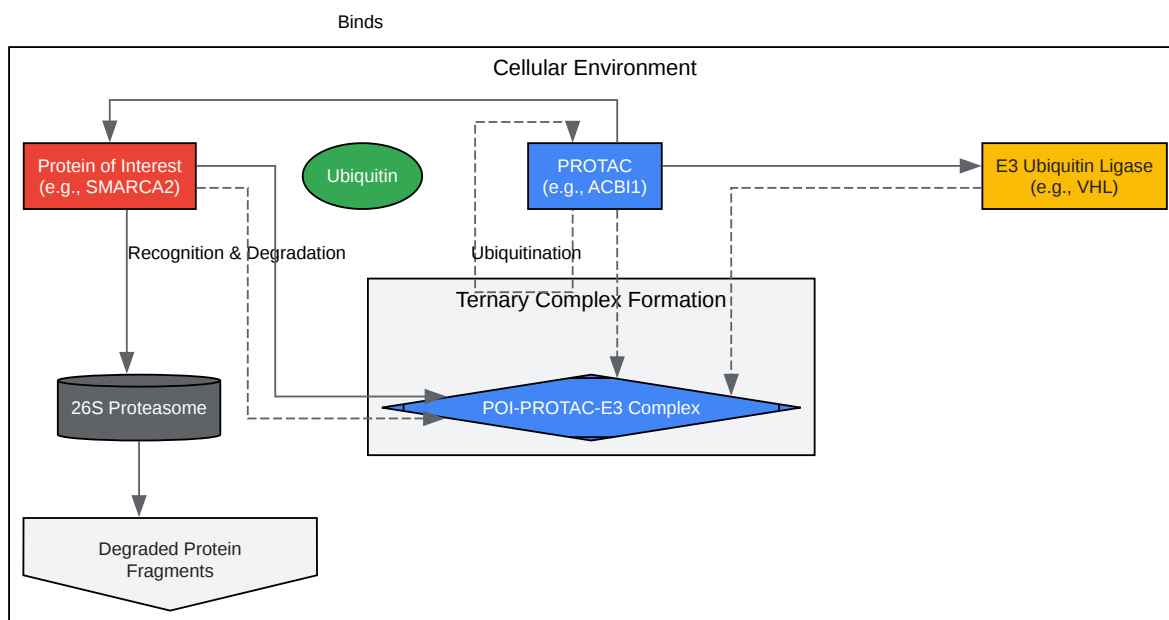 Binds
Cellular Environment
Protein of Interest
(e.g., SMARCA2)
Ubiquitin
PROTAC
(e.g., ACBI1)
E3 Ubiquitin Ligase
(e.g., VHL)
Recognition & Degradation
Ubiquitination
Ternary Complex Formation
26S Proteasome
POI-PROTAC-E3 Complex
Degraded Protein
Fragments